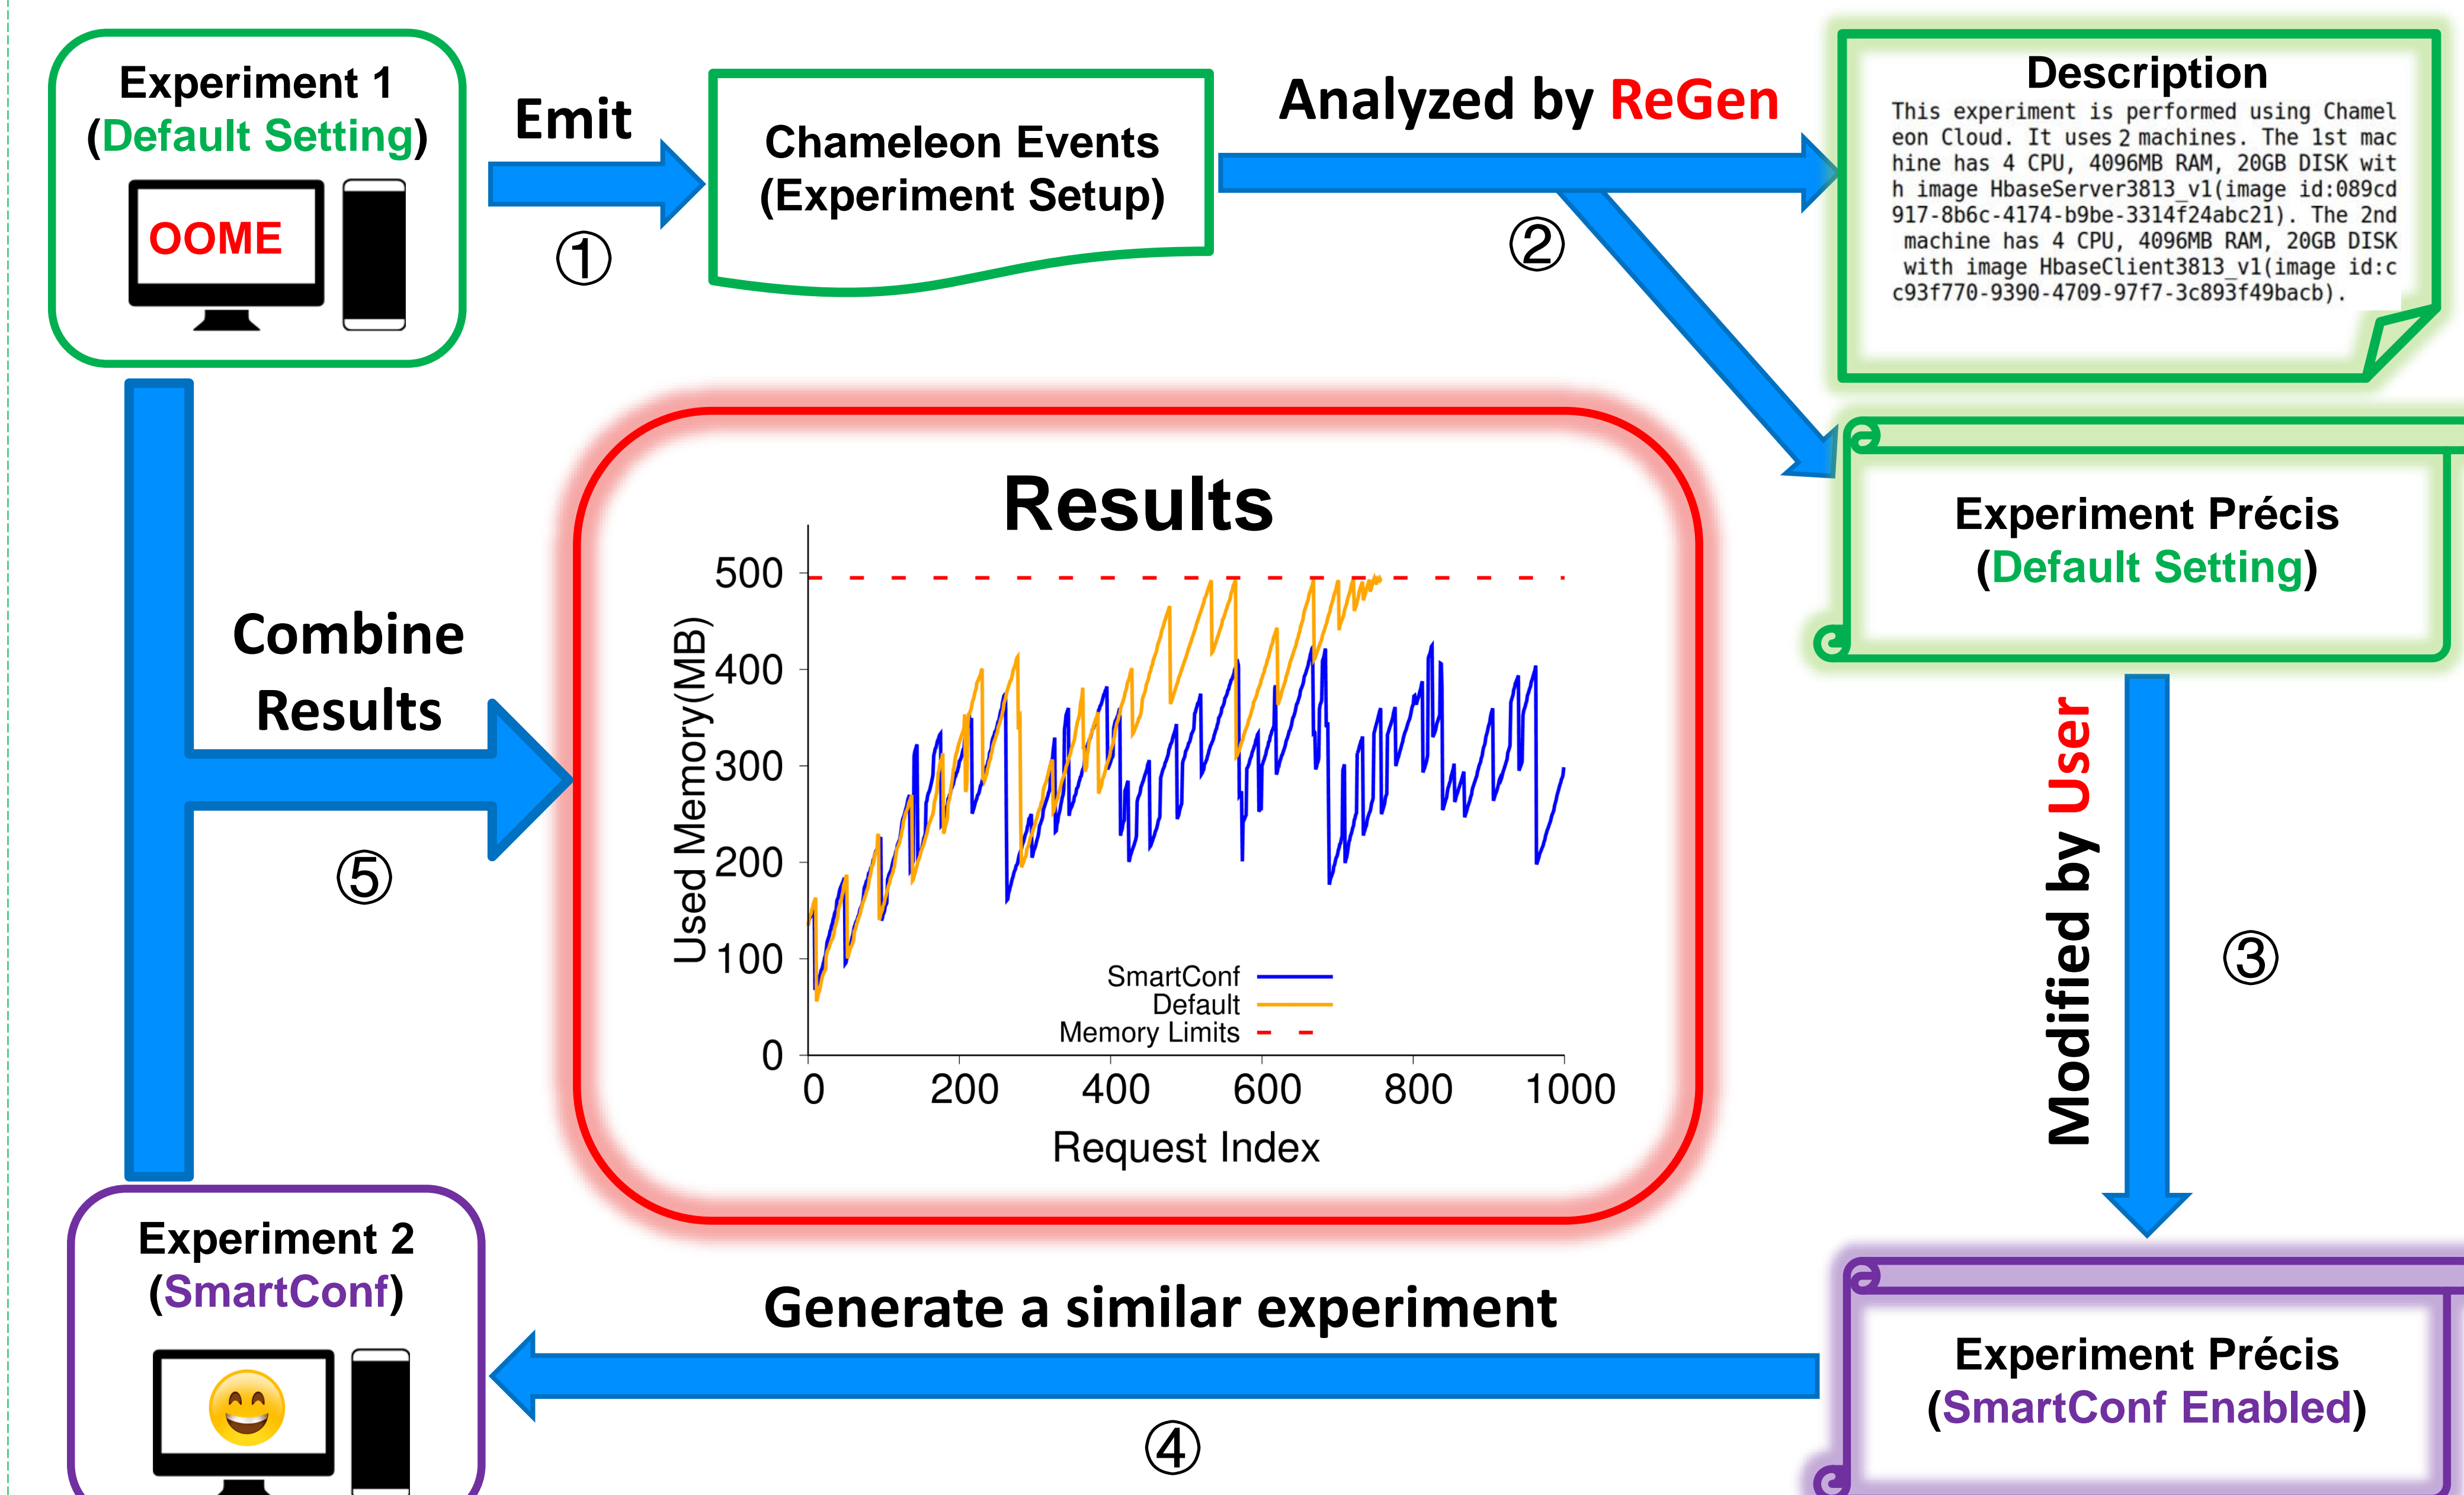 Experiment 1
(Default Setting)
OOME
Emit
①
Chameleon Events
(Experiment Setup)
Analyzed by ReGen
②
Description
This experiment is performed using Chamel
eon Cloud. It uses 2 machines. The 1st mac
hine has 4 CPU, 4096MB RAM, 20GB DISK wit
h image HbaseServer3813_v1(image id:089cd
917-8b6c-4174-b9be-3314f24abc21). The 2nd
machine has 4 CPU, 4096MB RAM, 20GB DISK
with image HbaseClient3813_v1(image id:c
c93f770-9390-4709-97f7-3c893f49bacb).
Experiment Précis
(Default Setting)
Modified by User
③
Experiment Précis
(SmartConf Enabled)
Generate a similar experiment
④
Experiment 2
(SmartConf)
Combine
Results
⑤
Results
Used Memory(MB)
500
400
300
200
100
0
SmartConf
Default
Memory Limits
0 200 400 600 800 1000
Request Index